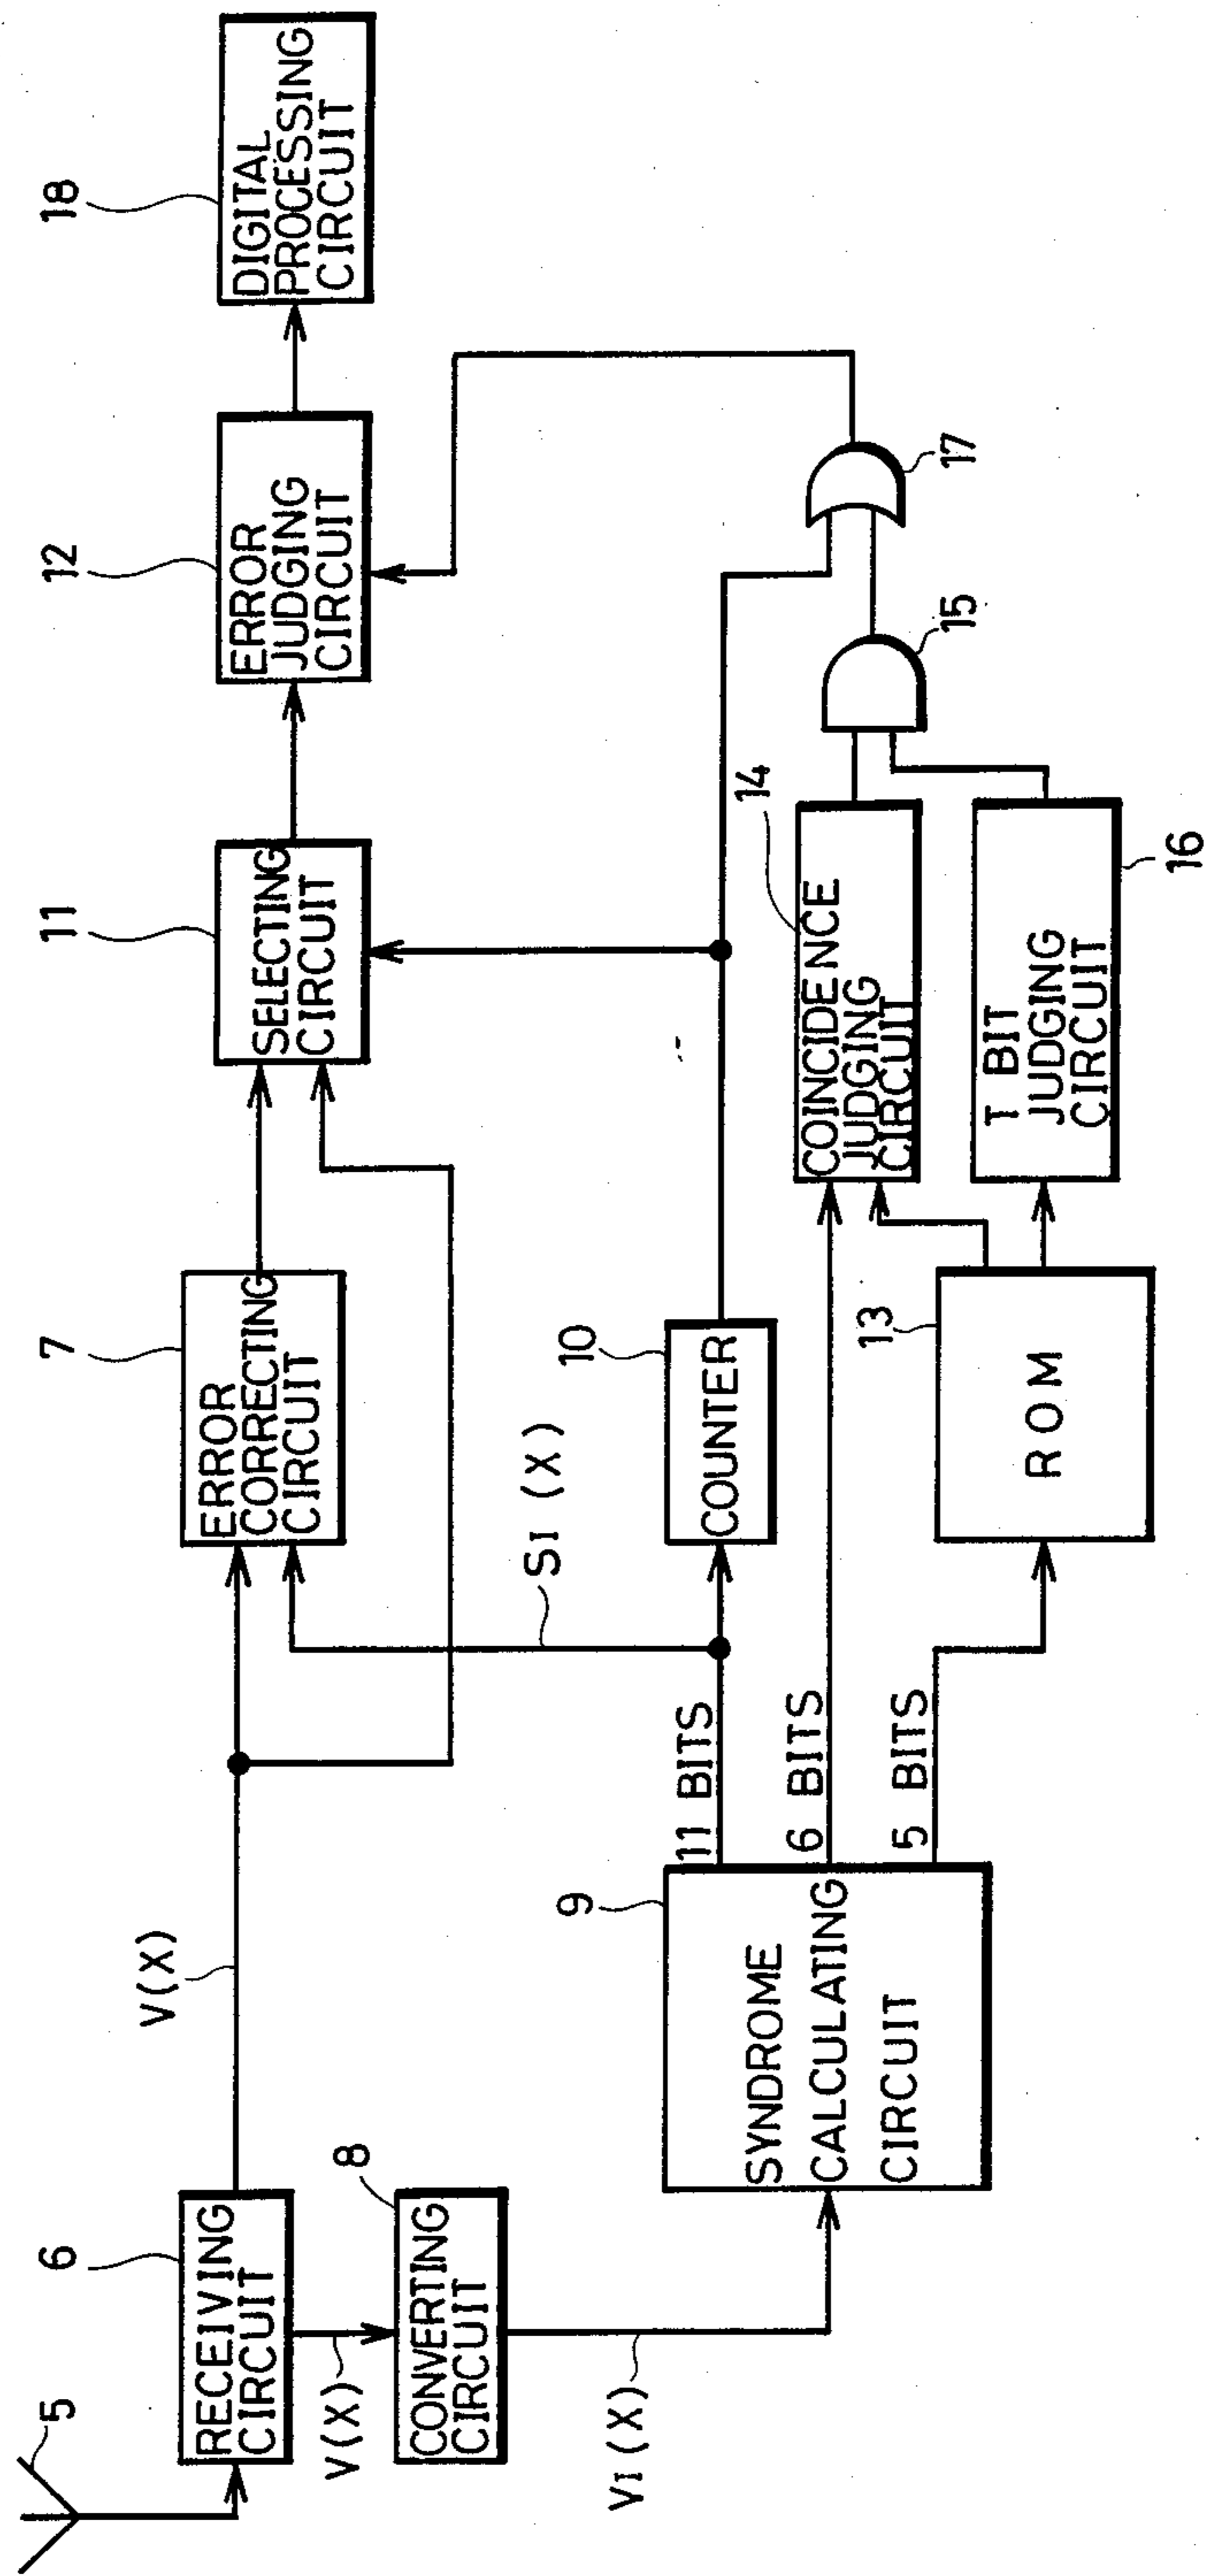 5
6
RECEIVING
CIRCUIT
V(X)
V(X)
8
CONVERTING
CIRCUIT
VI(X)
9
SYNDROME
CALCULATING
CIRCUIT
11 BITS
6 BITS
5 BITS
SI(X)
7
ERROR
CORRECTING
CIRCUIT
10
COUNTER
13
ROM
11
SELECTING
CIRCUIT
14
COINCIDENCE
JUDGING
CIRCUIT
T BIT
JUDGING
CIRCUIT
16
15
17
12
ERROR
JUDGING
CIRCUIT
18
DIGITAL
PROCESSING
CIRCUIT